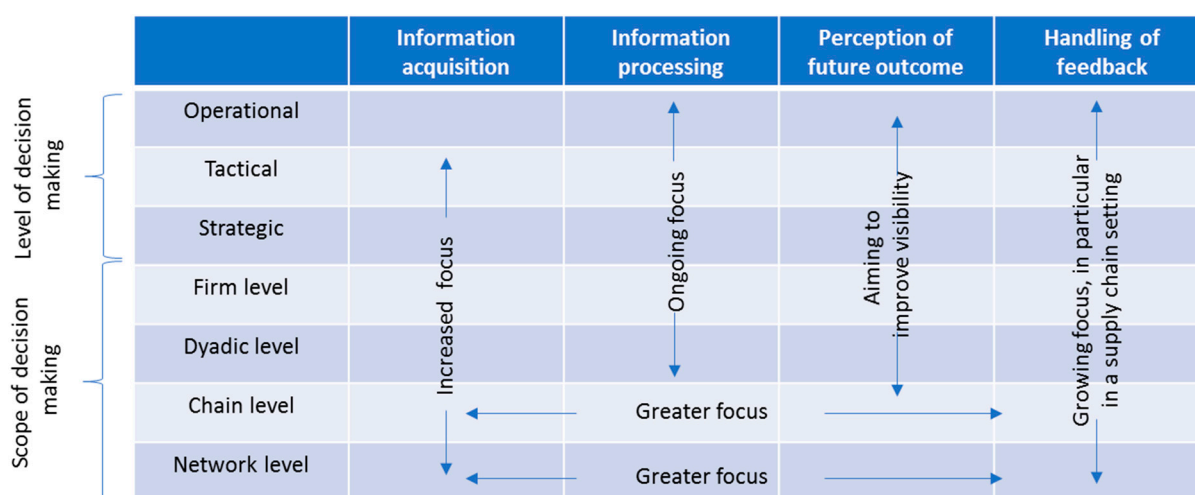 Information
acquisition
Information
processing
Perception of
future outcome
Handling of
feedback
Level of decision
making
Operational
Tactical
Strategic
Scope of decision
making
Firm level
Dyadic level
Chain level
Network level
Increased focus
Ongoing focus
Aiming to
improve visibility
Growing focus, in particular
in a supply chain setting
Greater focus
Greater focus